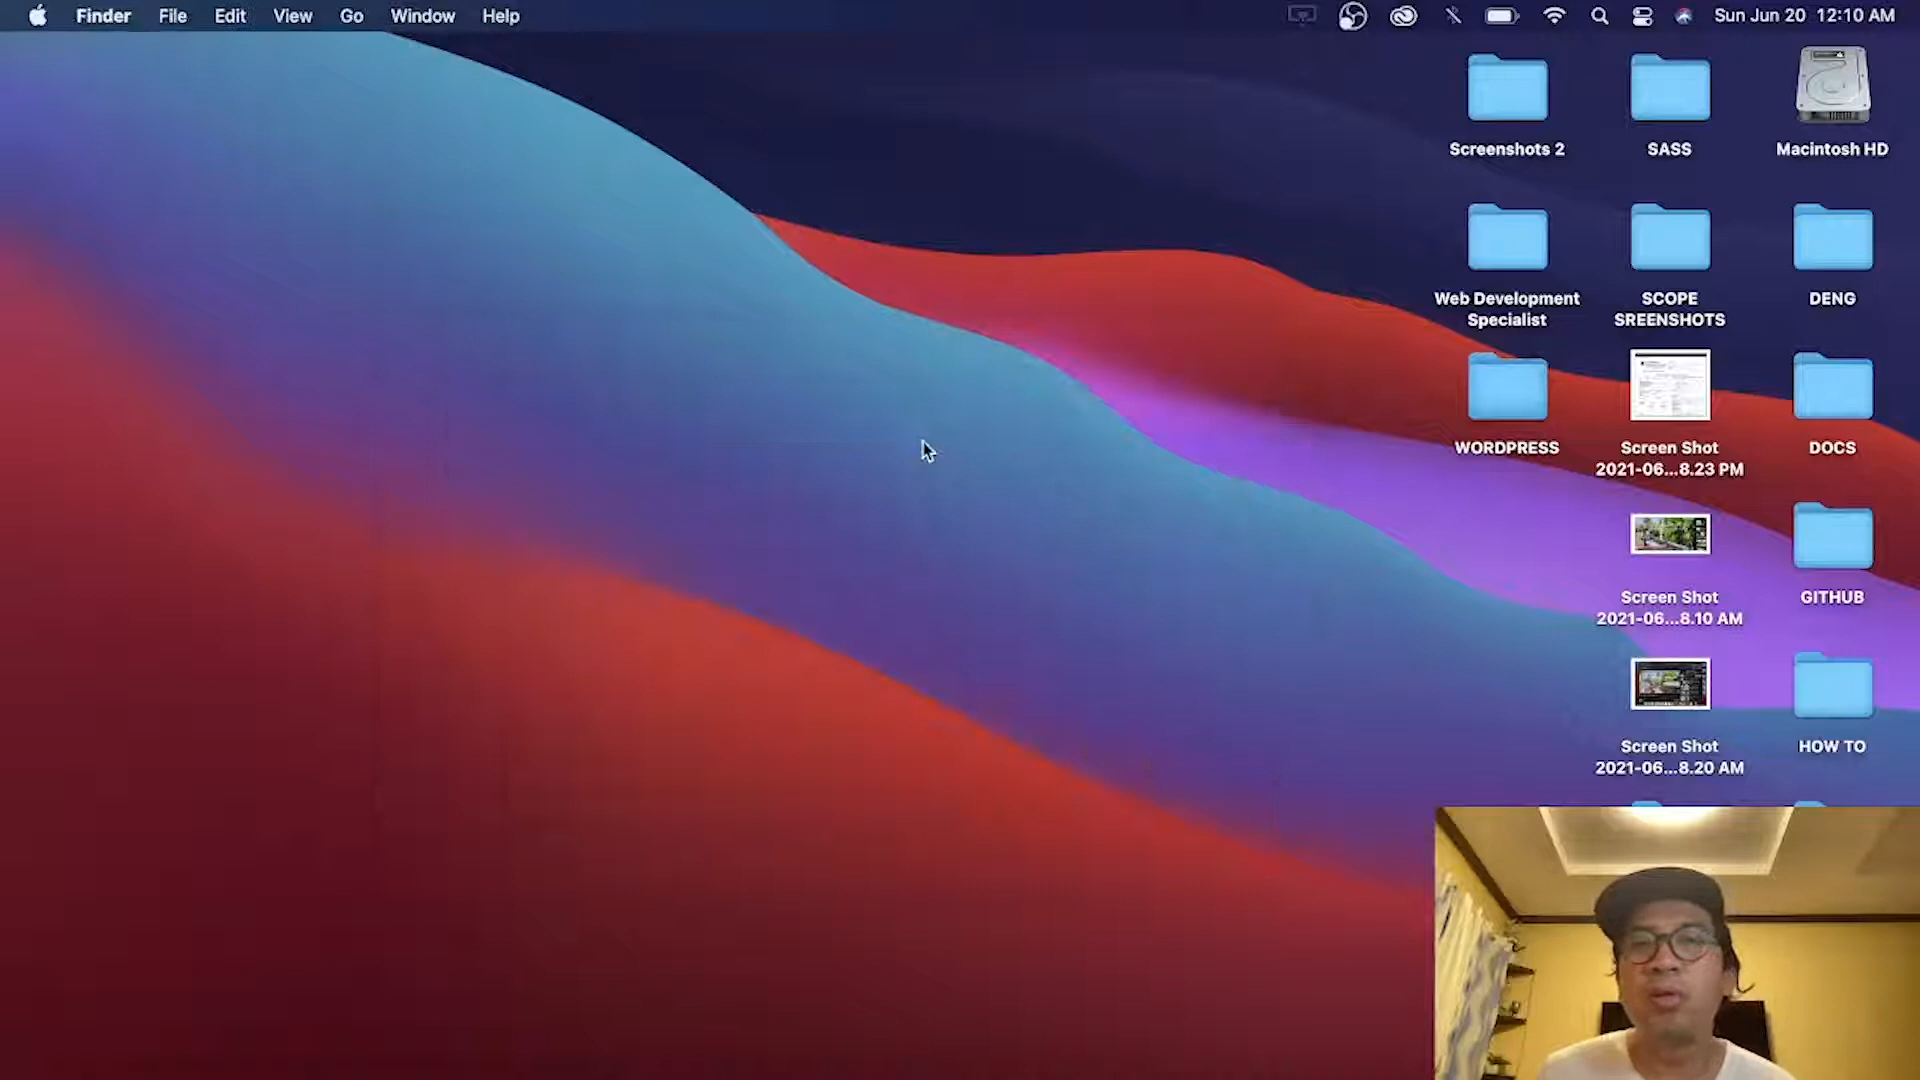 Finder File Edit View Go Window Help Sun Jun 20 12:10 AM
Screenshots 2
SASS
Macintosh HD
Web Development
Specialist
SCOPE
SREENSHOTS
DENG
WORDPRESS
Screen Shot
2021-06...8.23 PM
DOCS
Screen Shot
2021-06...8.10 AM
GITHUB
Screen Shot
2021-06...8.20 AM
HOW TO